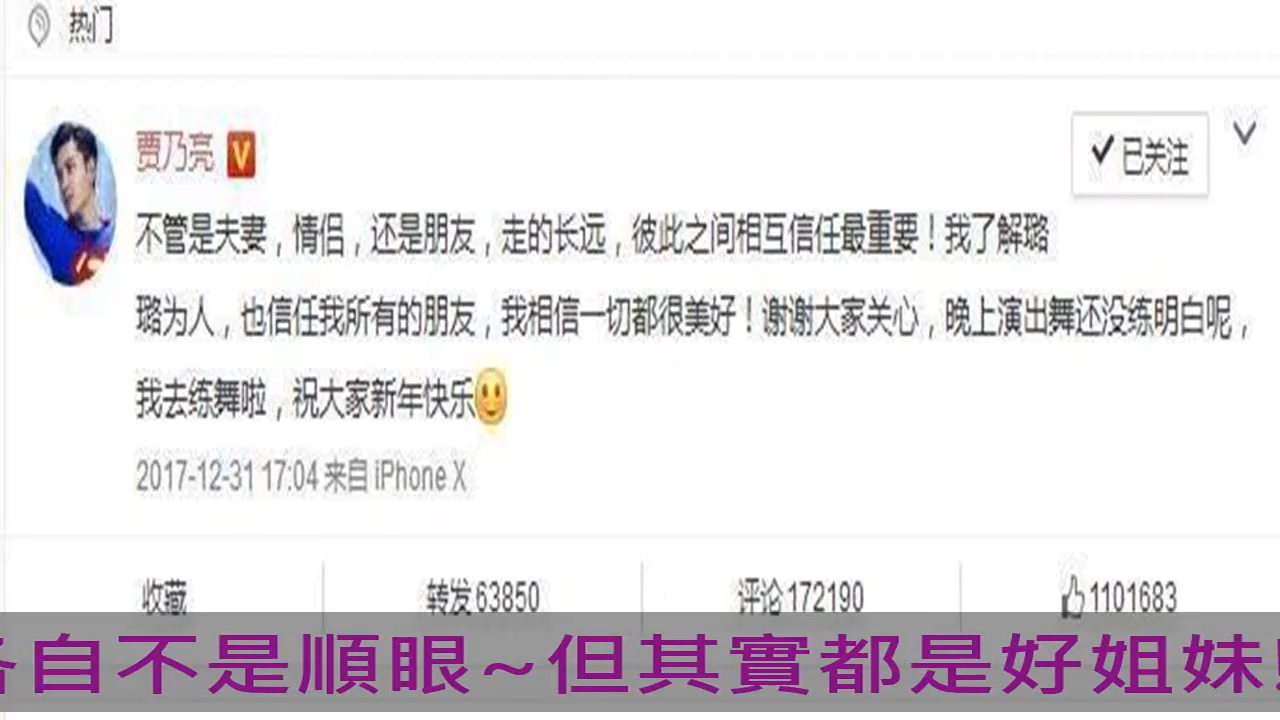 热门
贾乃亮
已关注
不管是夫妻，情侣，还是朋友，走的长远，彼此之间相互信任最重要！我了解璐
璐为人，也信任我所有的朋友，我相信一切都很美好！谢谢大家关心，晚上演出舞还没练明白呢，
我去练舞啦，祝大家新年快乐
2017-12-31 17:04 来自 iPhone X
收藏
转发 63850
评论 172190
1101683
各自不是順眼~但其實都是好姐妹!